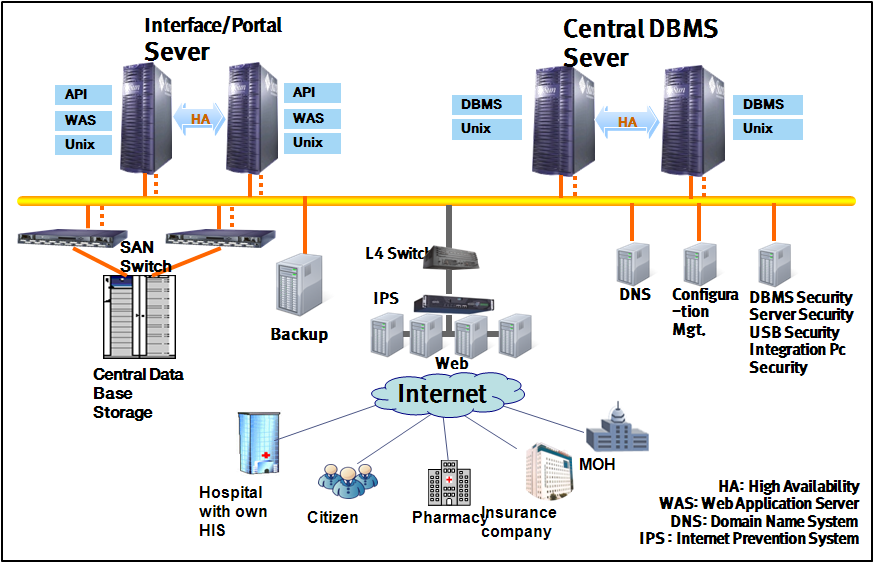 Interface/Portal
Sever
Central DBMS
Sever
API
WAS
Unix
HA
API
WAS
Unix
DBMS
Unix
HA
DBMS
Unix
SAN
Switch
L4 Switch
IPS
Backup
Web
DNS
Configura
-tion
Mgt.
DBMS Security
Server Security
USB Security
Integration Pc
Security
Central Data
Base
Storage
Internet
Hospital
with own
HIS
Citizen
Pharmacy
Insurance
company
MOH
HA: High Availability
WAS: Web Application Server
DNS: Domain Name System
IPS : Internet Prevention System